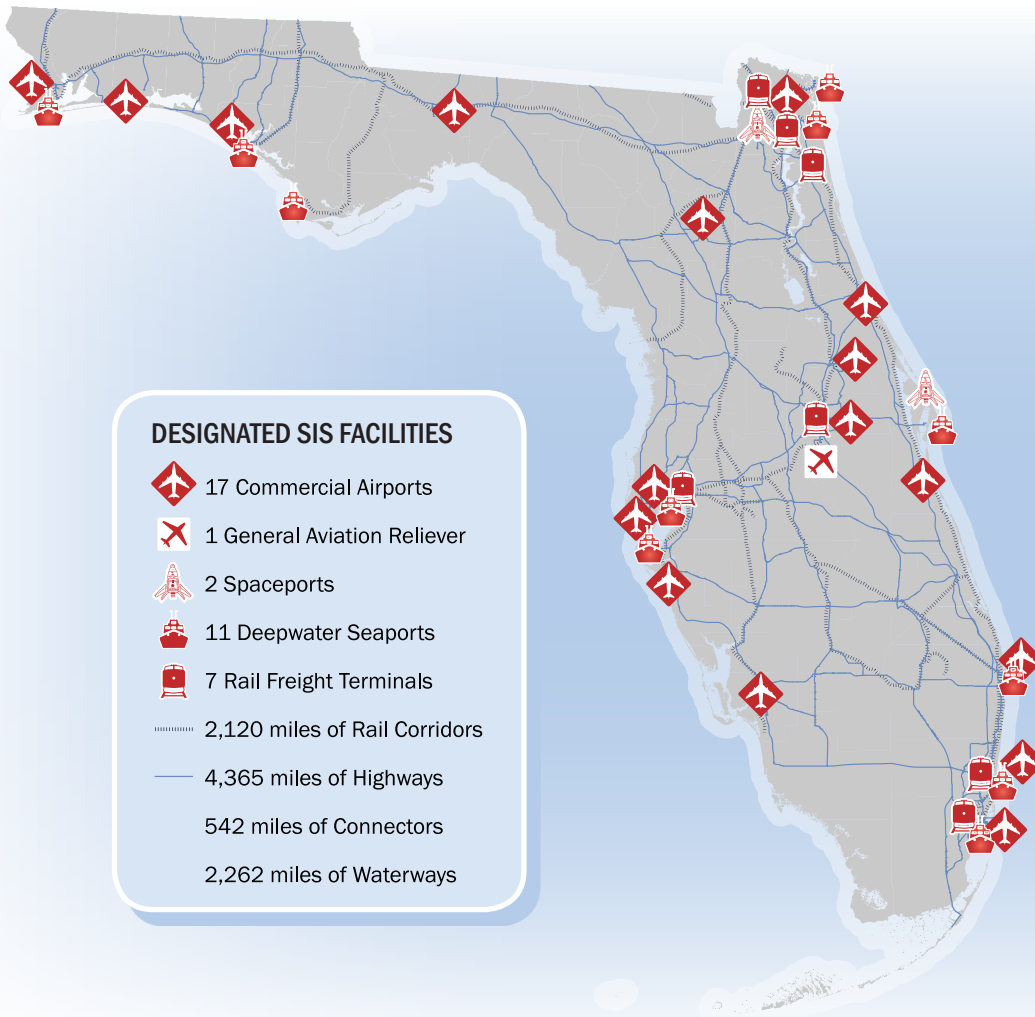 DESIGNATED SIS FACILITIES
17 Commercial Airports
1 General Aviation Reliever
2 Spaceports
11 Deepwater Seaports
7 Rail Freight Terminals
2,120 miles of Rail Corridors
4,365 miles of Highways
542 miles of Connectors
2,262 miles of Waterways